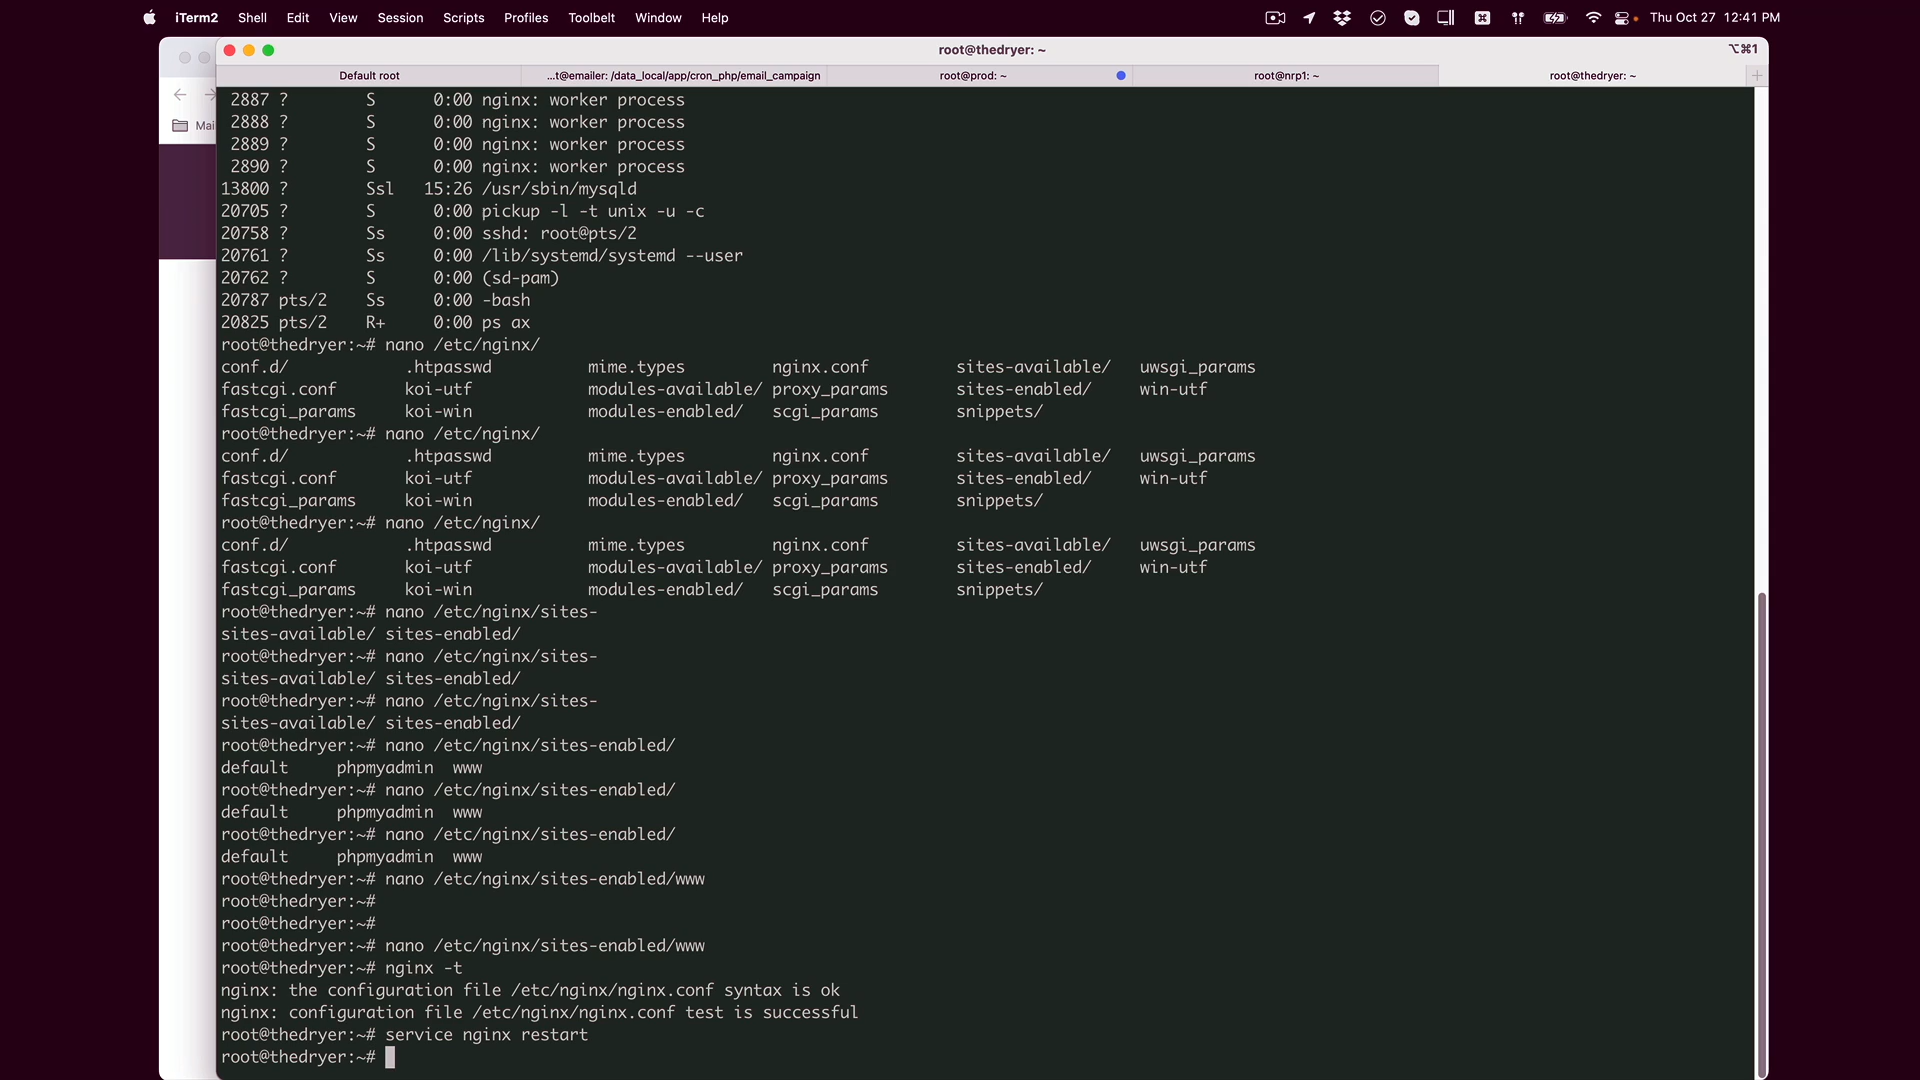 iTerm2 Shell Edit View Session Scripts Profiles Toolbelt Window Help Thu Oct 27 12:41 PM
root@thedryer: ~ ⌥⌘1
Default root ...t@emailer: /data_local/app/cron_php/email_campaign root@prod: ~ root@nrp1: ~ root@thedryer: ~
Mai
2887 ? S 0:00 nginx: worker process
2888 ? S 0:00 nginx: worker process
2889 ? S 0:00 nginx: worker process
2890 ? S 0:00 nginx: worker process
13800 ? Ssl 15:26 /usr/sbin/mysqld
20705 ? S 0:00 pickup -l -t unix -u -c
20758 ? Ss 0:00 sshd: root@pts/2
20761 ? Ss 0:00 /lib/systemd/systemd --user
20762 ? S 0:00 (sd-pam)
20787 pts/2 Ss 0:00 -bash
20825 pts/2 R+ 0:00 ps ax
root@thedryer:~# nano /etc/nginx/
conf.d/ .htpasswd mime.types nginx.conf sites-available/ uwsgi_params
fastcgi.conf koi-utf modules-available/ proxy_params sites-enabled/ win-utf
fastcgi_params koi-win modules-enabled/ scgi_params snippets/
root@thedryer:~# nano /etc/nginx/
conf.d/ .htpasswd mime.types nginx.conf sites-available/ uwsgi_params
fastcgi.conf koi-utf modules-available/ proxy_params sites-enabled/ win-utf
fastcgi_params koi-win modules-enabled/ scgi_params snippets/
root@thedryer:~# nano /etc/nginx/
conf.d/ .htpasswd mime.types nginx.conf sites-available/ uwsgi_params
fastcgi.conf koi-utf modules-available/ proxy_params sites-enabled/ win-utf
fastcgi_params koi-win modules-enabled/ scgi_params snippets/
root@thedryer:~# nano /etc/nginx/sites-
sites-available/ sites-enabled/
root@thedryer:~# nano /etc/nginx/sites-
sites-available/ sites-enabled/
root@thedryer:~# nano /etc/nginx/sites-
sites-available/ sites-enabled/
root@thedryer:~# nano /etc/nginx/sites-enabled/
default phpmyadmin www
root@thedryer:~# nano /etc/nginx/sites-enabled/
default phpmyadmin www
root@thedryer:~# nano /etc/nginx/sites-enabled/
default phpmyadmin www
root@thedryer:~# nano /etc/nginx/sites-enabled/www
root@thedryer:~#
root@thedryer:~#
root@thedryer:~# nano /etc/nginx/sites-enabled/www
root@thedryer:~# nginx -t
nginx: the configuration file /etc/nginx/nginx.conf syntax is ok
nginx: configuration file /etc/nginx/nginx.conf test is successful
root@thedryer:~# service nginx restart
root@thedryer:~#